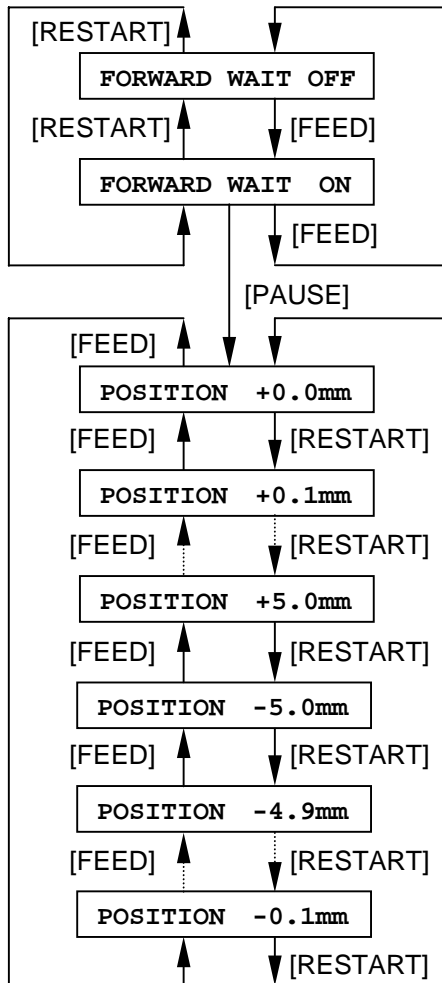 [RESTART]
FORWARD WAIT OFF
[RESTART] [FEED]
FORWARD WAIT ON
[FEED]
[PAUSE]
[FEED]
POSITION +0.0mm
[FEED] [RESTART]
POSITION +0.1mm
[FEED] [RESTART]
POSITION +5.0mm
[FEED] [RESTART]
POSITION -5.0mm
[FEED] [RESTART]
POSITION -4.9mm
[FEED] [RESTART]
POSITION -0.1mm
[RESTART]